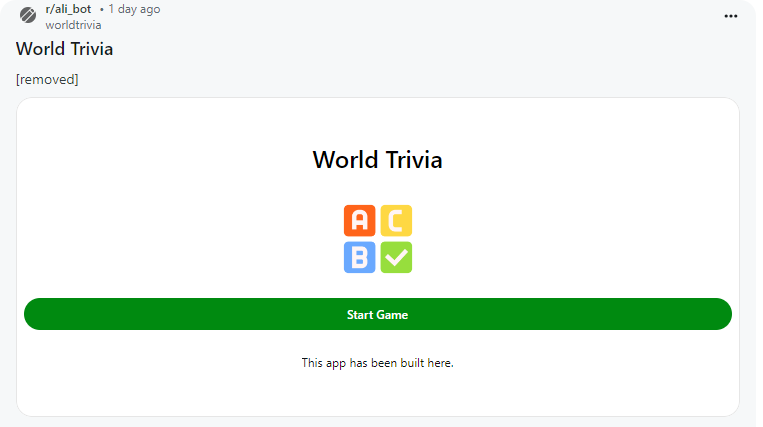 r/ali_bot • 1 day ago
worldtrivia
World Trivia
[removed]
World Trivia
A C
B
Start Game
This app has been built here.